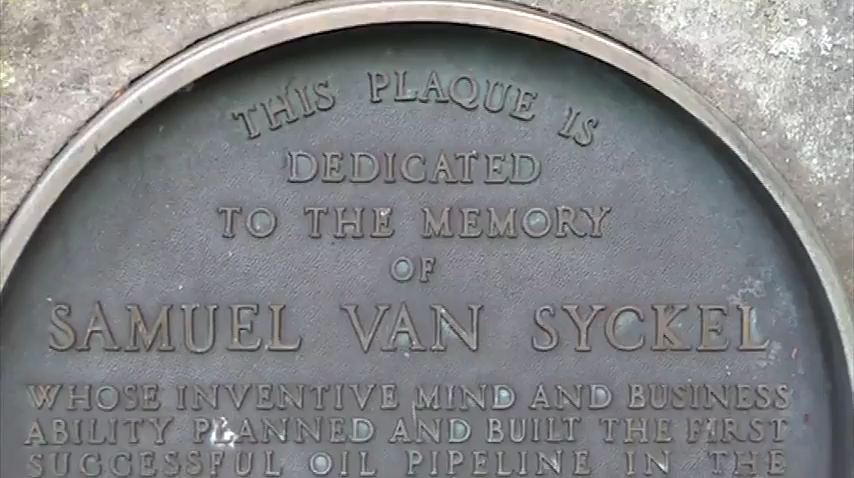 THIS PLAQUE IS
DEDICATED
TO THE MEMORY
OF
SAMUEL VAN SYCKEL
WHOSE INVENTIVE MIND AND BUSINESS
ABILITY PLANNED AND BUILT THE FIRST
SUCCESSFUL OIL PIPELINE IN THE